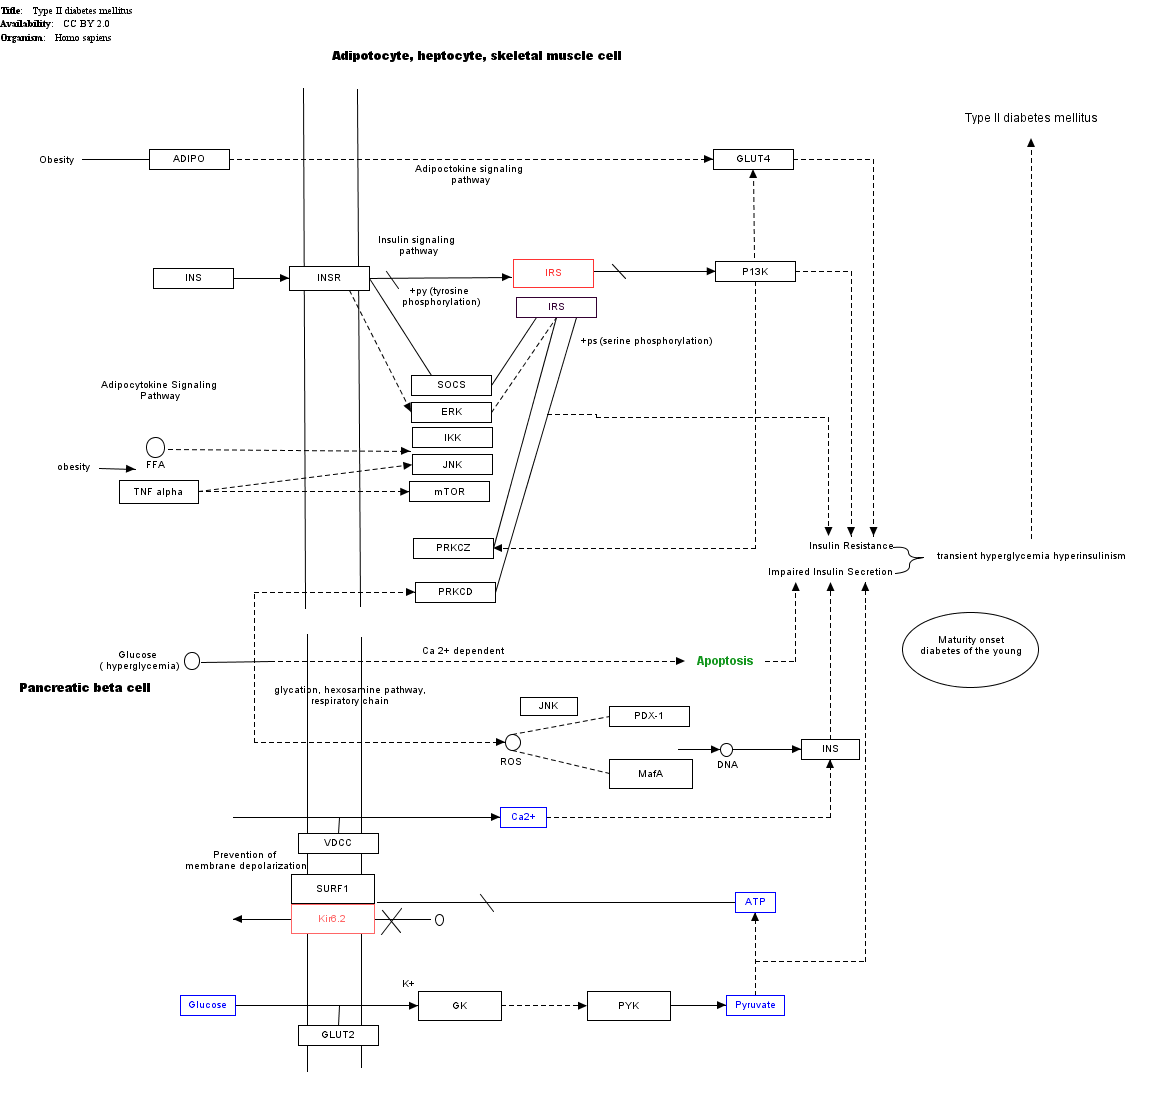 Title: Type II diabetes mellitus
Availability: CC BY 2.0
Organism: Homo sapiens
Adipotocyte, heptocyte, skeletal muscle cell
Type II diabetes mellitus
Obesity
ADIPO
GLUT4
Adipoctokine signaling
pathway
Insulin signaling
pathway
INS
INSR
IRS
P13K
+py (tyrosine
phosphorylation)
IRS
+ps (serine phosphorylation)
Adipocytokine Signaling
Pathway
SOCS
ERK
IKK
FFA
obesity
JNK
TNF alpha
mTOR
PRKCZ
Insulin Resistance
transient hyperglycemia hyperinsulinism
Impaired Insulin Secretion
PRKCD
Glucose
( hyperglycemia)
Ca 2+ dependent
Apoptosis
Maturity onset
diabetes of the young
Pancreatic beta cell
glycation, hexosamine pathway,
respiratory chain
JNK
PDX-1
ROS
MafA
DNA
INS
Ca2+
VDCC
Prevention of
membrane depolarization
SURF1
ATP
Kir6.2
K+
Glucose
GK
PYK
Pyruvate
GLUT2